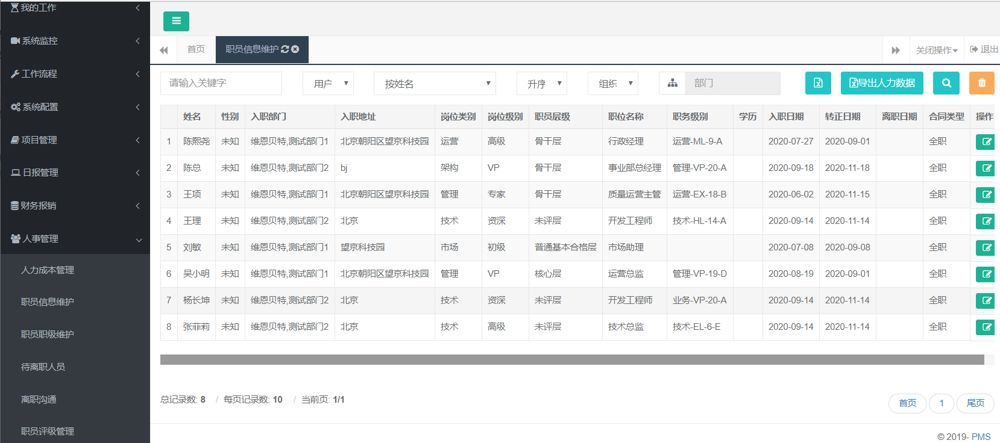 我的工作
系统监控
工作流程
系统配置
项目管理
日报管理
财务报销
人事管理
人力成本管理
职员信息维护
职员职级维护
待离职人员
离职沟通
职员评级管理
首页 职员信息维护 关闭操作 退出
请输入关键字 用户 按姓名 升序 组织 部门 导出人力数据
姓名 性别 入职部门 入职地址 岗位类别 岗位级别 职员层级 职位名称 职务级别 学历 入职日期 转正日期 离职日期 合同类型 操作
1 陈熙尧 未知 维恩贝特,测试部门1 北京朝阳区望京科技园 运营 高级 骨干层 行政经理 运营-ML-9-A 2020-07-27 2020-09-01 全职
2 陈总 未知 维恩贝特,测试部门2 bj 架构 VP 骨干层 事业部总经理 管理-VP-20-A 2020-09-18 2020-11-18 全职
3 王项 未知 维恩贝特,测试部门1 北京朝阳区望京科技园 管理 专家 骨干层 质量运营主管 运营-EX-18-B 2020-06-02 2020-11-15 全职
4 王理 未知 维恩贝特,测试部门2 北京 技术 资深 未评层 开发工程师 技术-HL-14-A 2020-09-14 2020-11-14 全职
5 刘敏 未知 维恩贝特,测试部门1 望京科技园 市场 初级 普通基本合格层 市场助理 2020-07-08 2020-09-08 全职
6 吴小明 未知 维恩贝特,测试部门1 北京朝阳区望京科技园 管理 VP 核心层 运营总监 管理-VP-19-D 2020-08-19 2020-09-01 全职
7 杨长坤 未知 维恩贝特,测试部门2 北京 技术 资深 未评层 开发工程师 业务-VP-20-A 2020-09-14 2020-11-14 全职
8 张菲莉 未知 维恩贝特,测试部门2 北京 技术 高级 未评层 技术总监 技术-EL-6-E 2020-09-14 2020-11-14 全职
总记录数: 8 / 每页记录数: 10 / 当前页: 1/1
首页 1 尾页
© 2019- PMS